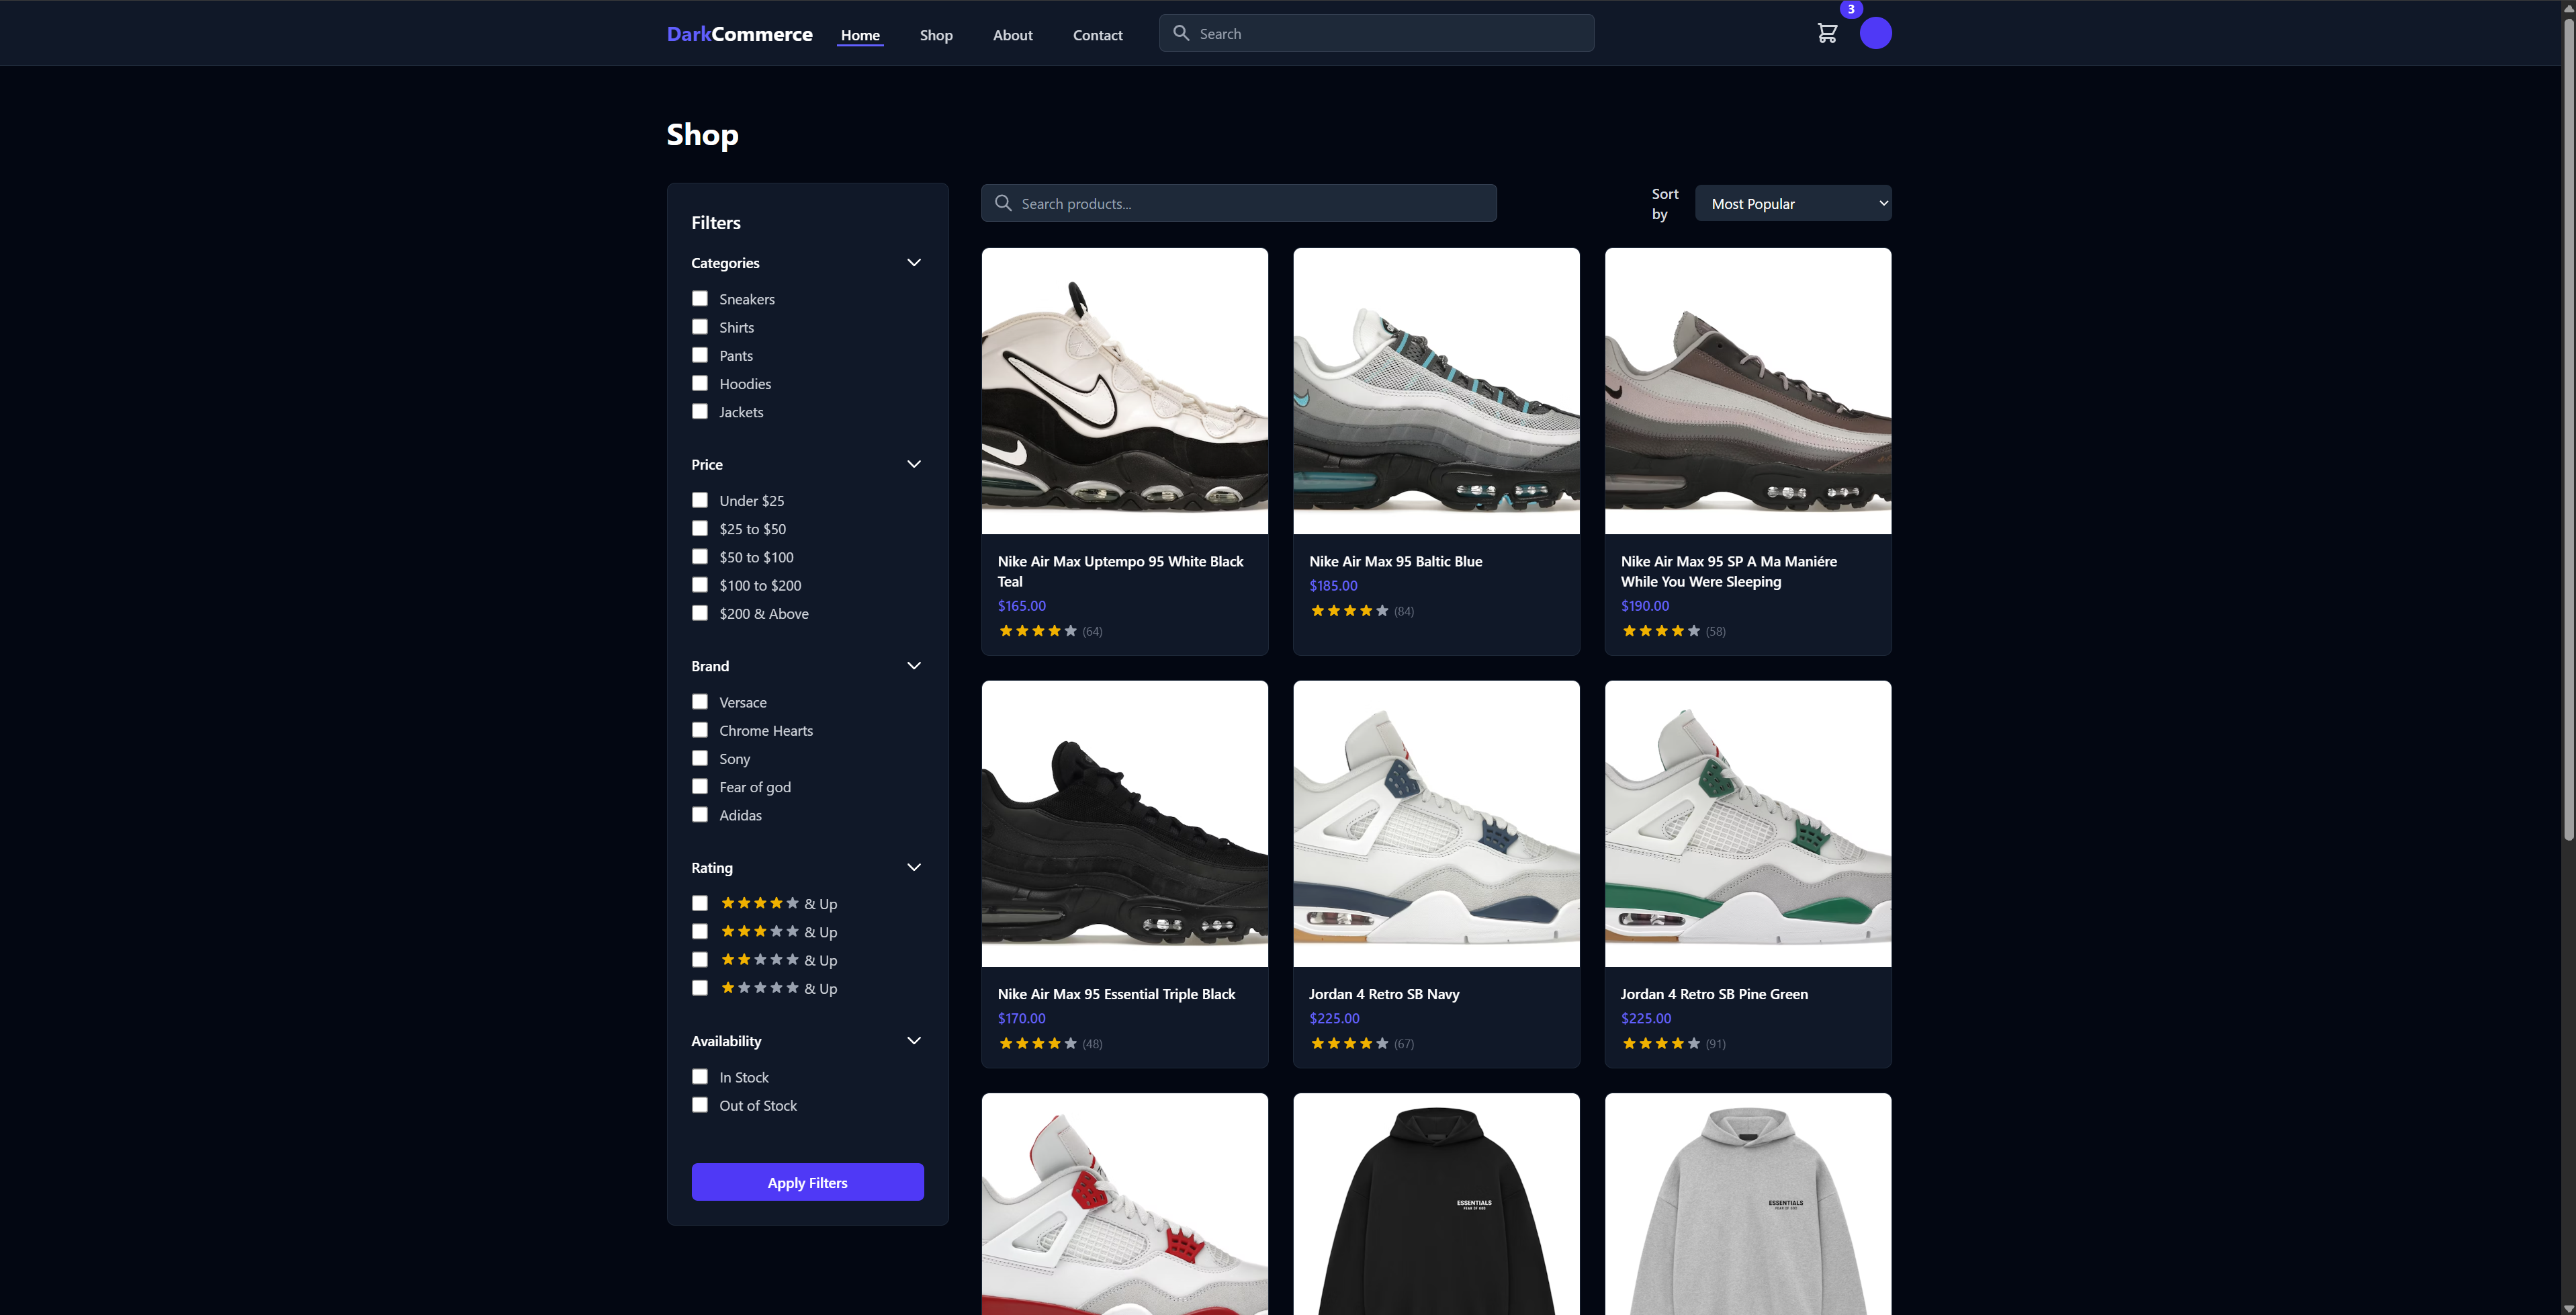 DarkCommerce
Home
Shop
About
Contact
Search
3
Shop
Filters
Categories
Sneakers
Shirts
Pants
Hoodies
Jackets
Price
Under $25
$25 to $50
$50 to $100
$100 to $200
$200 & Above
Brand
Versace
Chrome Hearts
Sony
Fear of god
Adidas
Rating
& Up
& Up
& Up
& Up
Availability
In Stock
Out of Stock
Apply Filters
Search products...
Sort
by
Most Popular
Nike Air Max Uptempo 95 White Black
Teal
$165.00
(64)
Nike Air Max 95 Baltic Blue
$185.00
(84)
Nike Air Max 95 SP A Ma Maniére
While You Were Sleeping
$190.00
(58)
Nike Air Max 95 Essential Triple Black
$170.00
(48)
Jordan 4 Retro SB Navy
$225.00
(67)
Jordan 4 Retro SB Pine Green
$225.00
(91)
ESSENTIALS
FEAR OF GOD
ESSENTIALS
FEAR OF GOD